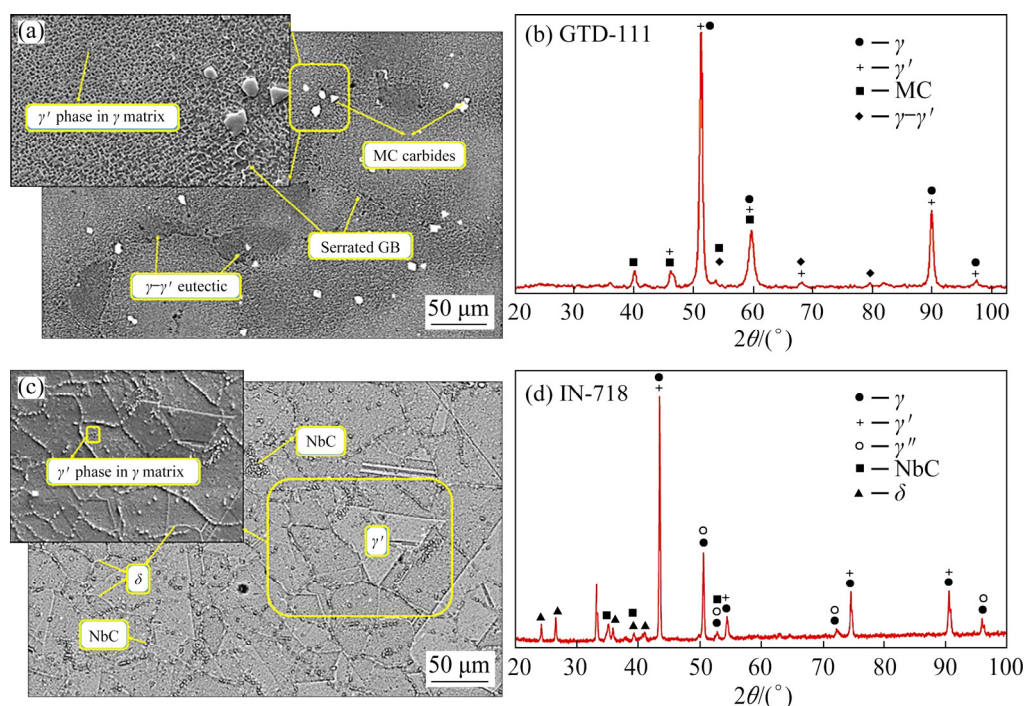 (a)
γ′ phase in γ matrix
MC carbides
Serrated GB
γ−γ′ eutectic
50 μm
(b) GTD-111
● — γ
+ — γ′
■ — MC
◆ — γ−γ′
20 30 40 50 60 70 80 90 100
2θ/(°)
(c)
γ′ phase in γ matrix
NbC
γ′
δ
NbC
50 μm
(d) IN-718
● — γ
+ — γ′
○ — γ″
■ — NbC
▲ — δ
20 30 40 50 60 70 80 90 100
2θ/(°)